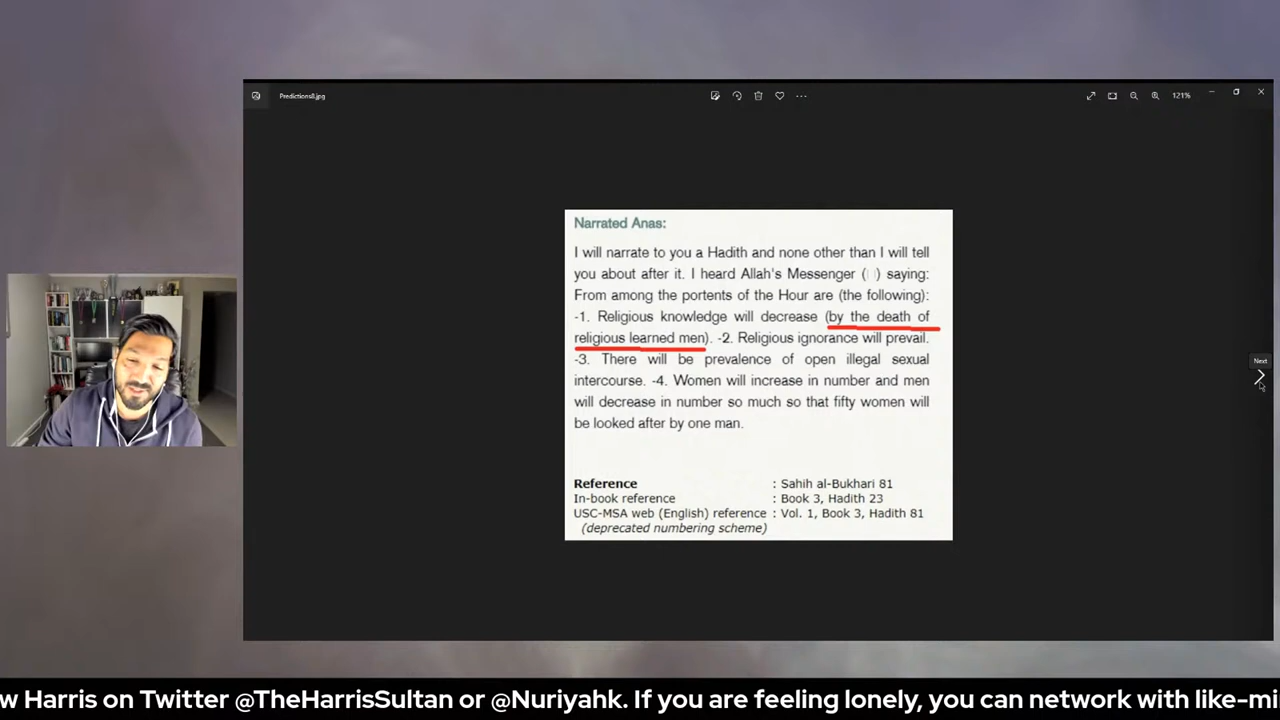 Predictions8.jpg
121%
Narrated Anas:
I will narrate to you a Hadith and none other than I will tell
you about after it. I heard Allah's Messenger () saying:
From among the portents of the Hour are (the following):
-1. Religious knowledge will decrease (by the death of
religious learned men). -2. Religious ignorance will prevail.
-3. There will be prevalence of open illegal sexual
intercourse. -4. Women will increase in number and men
will decrease in number so much so that fifty women will
be looked after by one man.
Next
Reference : Sahih al-Bukhari 81
In-book reference : Book 3, Hadith 23
USC-MSA web (English) reference : Vol. 1, Book 3, Hadith 81
(deprecated numbering scheme)
w Harris on Twitter @TheHarrisSultan or @Nuriyahk. If you are feeling lonely, you can network with like-mi